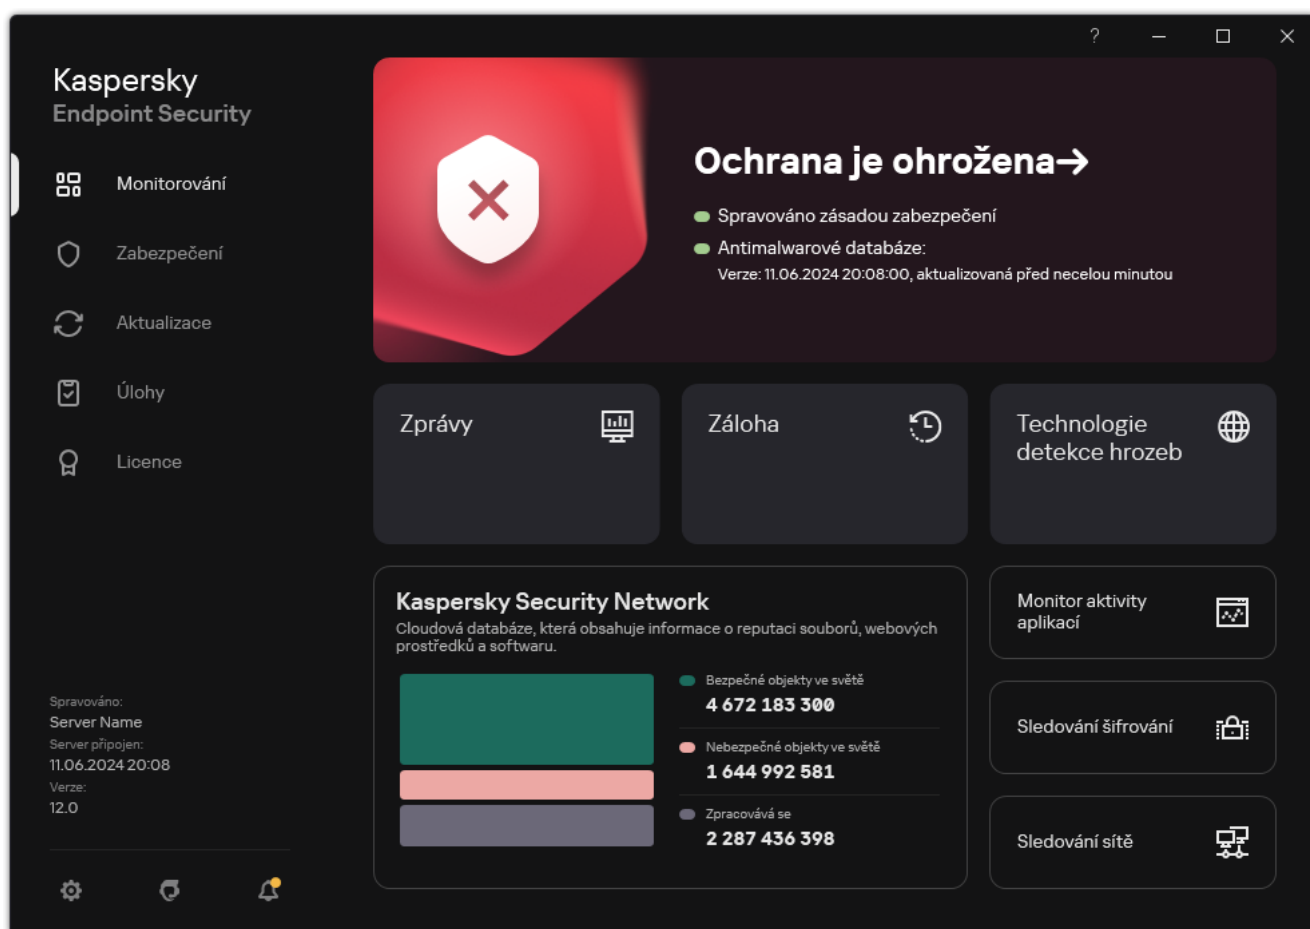 ?
Kaspersky
Endpoint Security
Monitorování
Zabezpečení
Aktualizace
Úlohy
Licence
Spravováno:
Server Name
Server připojen:
11.06.2024 20:08
Verze:
12.0
Ochrana je ohrožena→
Spravováno zásadou zabezpečení
Antimalwarové databáze:
Verze: 11.06.2024 20:08:00, aktualizovaná před necelou minutou
Zprávy
Záloha
Technologie
detekce hrozeb
Kaspersky Security Network
Cloudová databáze, která obsahuje informace o reputaci souborů, webových
prostředků a softwaru.
Bezpečné objekty ve světě
4 672 183 300
Nebezpečné objekty ve světě
1 644 992 581
Zpracovává se
2 287 436 398
Monitor aktivity
aplikací
Sledování šifrování
Sledování sítě